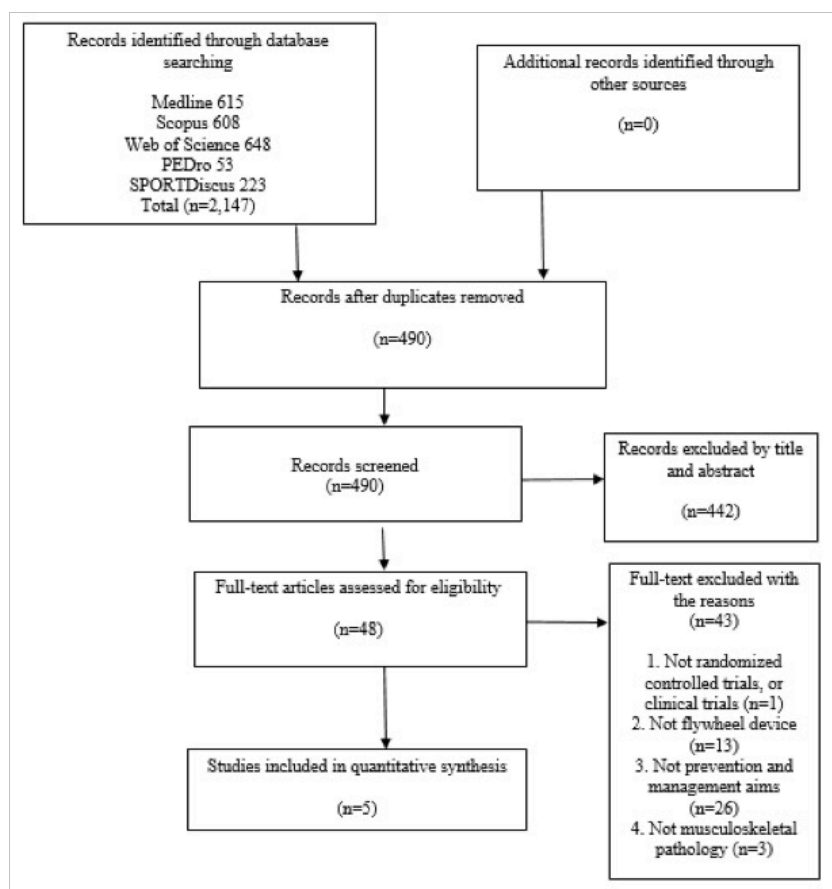 Records identified through database
searching
Medline 615
Scopus 608
Web of Science 648
PEDro 53
SPORTDiscus 223
Total (n=2,147)
Additional records identified through
other sources
(n=0)
Records after duplicates removed
(n=490)
Records screened
(n=490)
Records excluded by title
and abstract
(n=442)
Full-text articles assessed for eligibility
(n=48)
Full-text excluded with
the reasons
(n=43)
1. Not randomized
controlled trials, or
clinical trials (n=1)
2. Not flywheel device
(n=13)
3. Not prevention and
management aims
(n=26)
4. Not musculoskeletal
pathology (n=3)
Studies included in quantitative synthesis
(n=5)